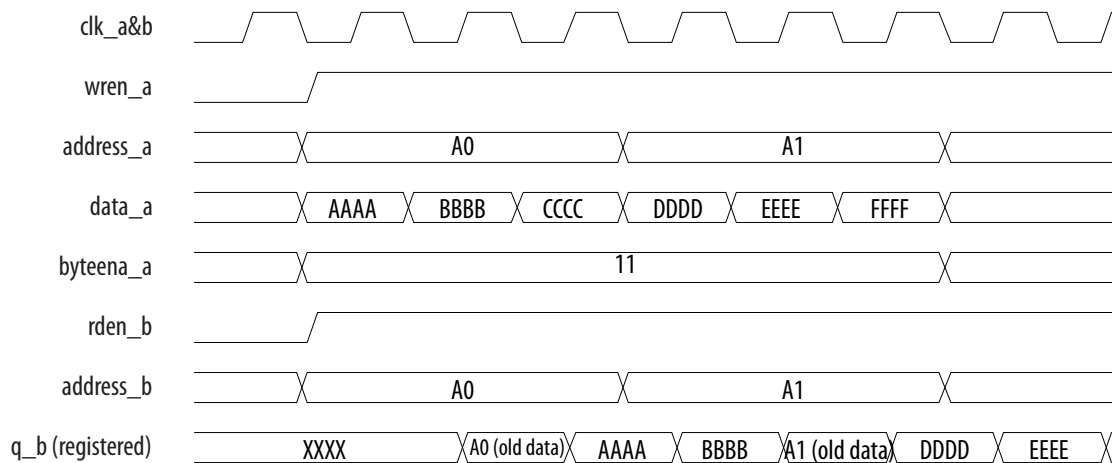 clk_a&b
wren_a
address_a A0 A1
data_a AAAA BBBB CCCC DDDD EEEE FFFF
byteena_a 11
rden_b
address_b A0 A1
q_b (registered) XXXX A0 (old data) AAAA BBBB A1 (old data) DDDD EEEE